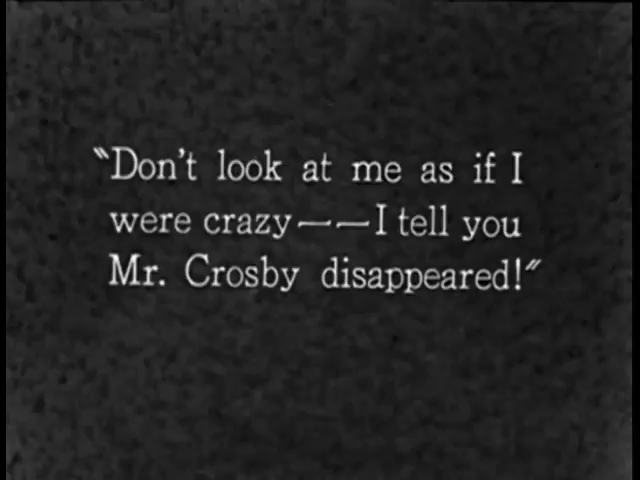 "Don't look at me as if I
were crazy——I tell you
Mr. Crosby disappeared!"